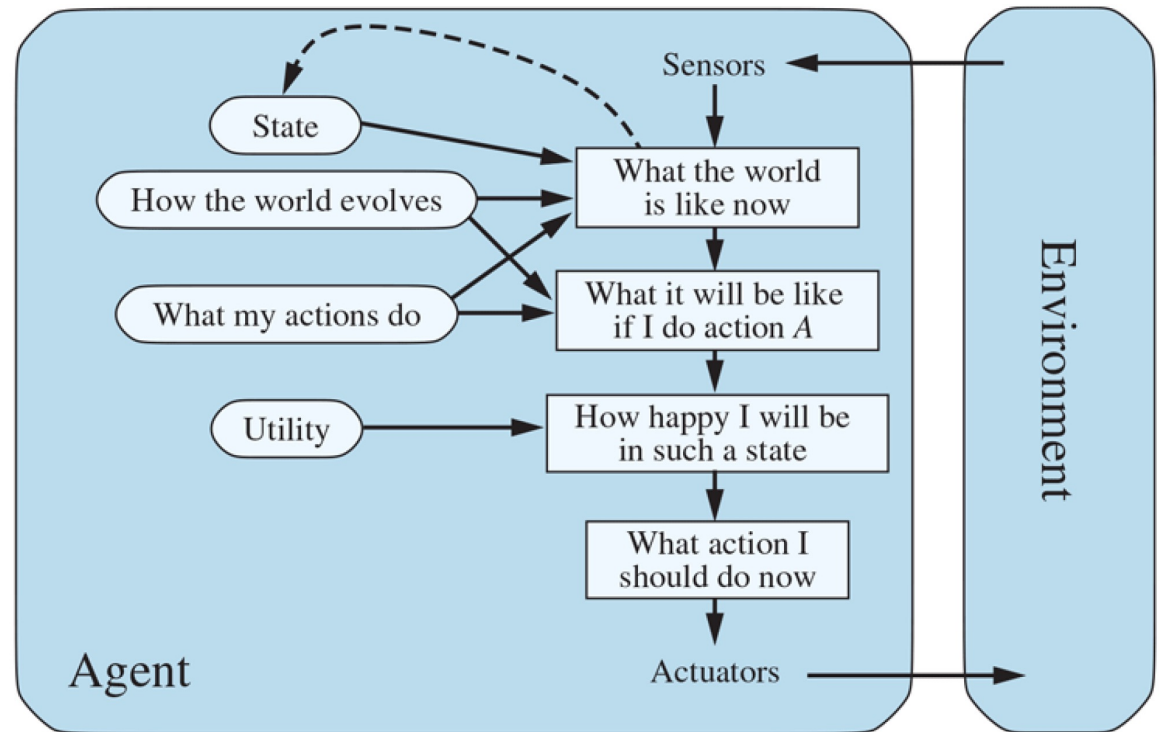 Sensors
State
What the world
is like now
How the world evolves
What it will be like
if I do action A
What my actions do
How happy I will be
in such a state
Utility
What action I
should do now
Actuators
Agent
Environment